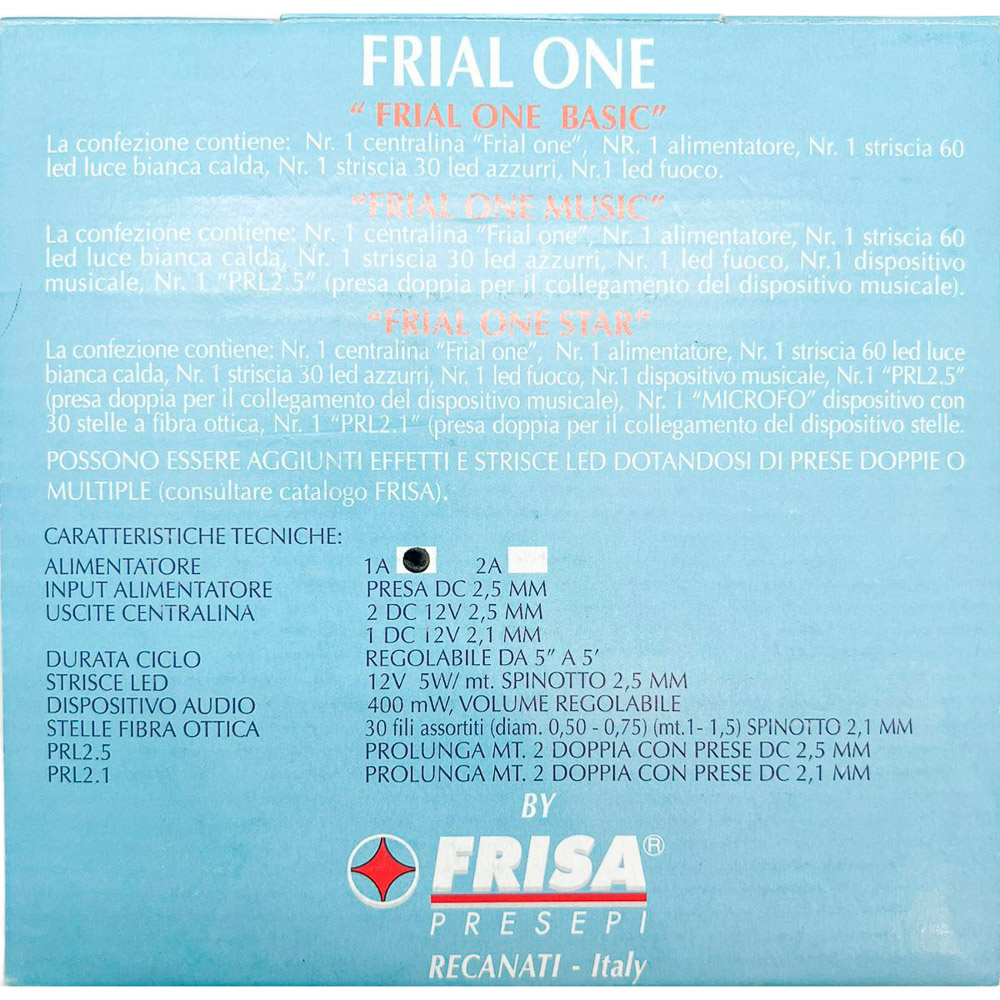 FRIAL ONE
" FRIAL ONE BASIC"
La confezione contiene: Nr. 1 centralina "Frial one", NR. 1 alimentatore, Nr. 1 striscia 60
led luce bianca calda, Nr. 1 striscia 30 led azzurri, Nr.1 led fuoco.
"FRIAL ONE MUSIC"
La confezione contiene: Nr. 1 centralina "Frial one", Nr. 1 alimentatore, Nr. 1 striscia 60
led luce bianca calda, Nr. 1 striscia 30 led azzurri, Nr. 1 led fuoco, Nr.1 dispositivo
musicale, Nr. 1 "PRL2.5" (presa doppia per il collegamento del dispositivo musicale).
"FRIAL ONE STAR"
La confezione contiene: Nr. 1 centralina "Frial one", Nr. 1 alimentatore, Nr. 1 striscia 60 led luce
bianca calda, Nr. 1 striscia 30 led azzurri, Nr. 1 led fuoco, Nr.1 dispositivo musicale, Nr.1 "PRL2.5"
(presa doppia per il collegamento del dispositivo musicale), Nr. 1 "MICROFO" dispositivo con
30 stelle a fibra ottica, Nr. 1 "PRL2.1" (presa doppia per il collegamento del dispositivo stelle.
POSSONO ESSERE AGGIUNTI EFFETTI E STRISCE LED DOTANDOSI DI PRESE DOPPIE O
MULTIPLE (consultare catalogo FRISA).
CARATTERISTICHE TECNICHE:
ALIMENTATORE 1A 2A
INPUT ALIMENTATORE PRESA DC 2,5 MM
USCITE CENTRALINA 2 DC 12V 2,5 MM
1 DC 12V 2,1 MM
DURATA CICLO REGOLABILE DA 5" A 5'
STRISCE LED 12V 5W/ mt. SPINOTTO 2,5 MM
DISPOSITIVO AUDIO 400 mW, VOLUME REGOLABILE
STELLE FIBRA OTTICA 30 fili assortiti (diam. 0,50 - 0,75) (mt.1- 1,5) SPINOTTO 2,1 MM
PRL2.5 PROLUNGA MT. 2 DOPPIA CON PRESE DC 2,5 MM
PRL2.1 PROLUNGA MT. 2 DOPPIA CON PRESE DC 2,1 MM
BY
FRISA®
PRESEPI
RECANATI - Italy